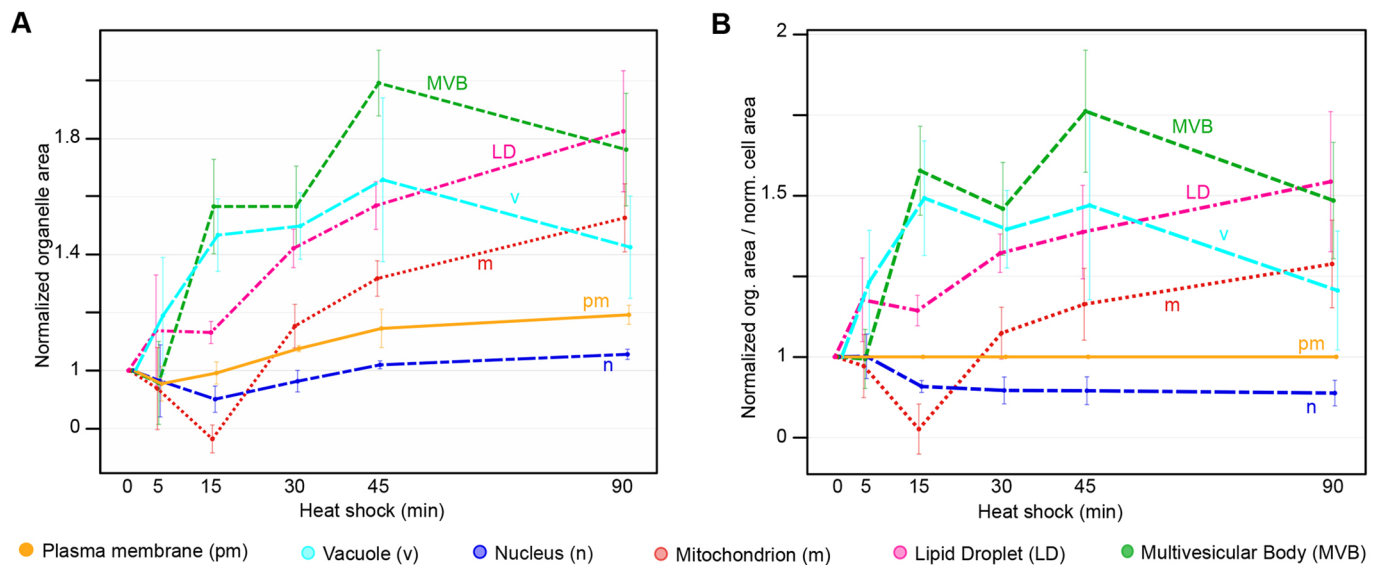 A
B
Normalized organelle area
1.8
1.4
1
0
MVB
LD
v
m
pm
n
0 5 15 30 45 90
Heat shock (min)
Normalized org. area / norm. cell area
2
1.5
1
0
MVB
LD
v
m
pm
n
0 5 15 30 45 90
Heat shock (min)
Plasma membrane (pm) Vacuole (v) Nucleus (n) Mitochondrion (m) Lipid Droplet (LD) Multivesicular Body (MVB)